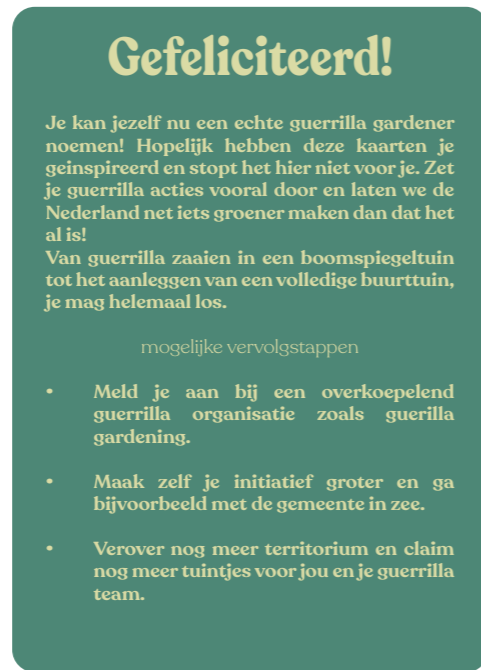 Gefeliciteerd!
Je kan jezelf nu een echte guerrilla gardener
noemen! Hopelijk hebben deze kaarten je
geinspireerd en stopt het hier niet voor je. Zet
je guerrilla acties vooral door en laten we de
Nederland net iets groener maken dan dat het
al is!
Van guerrilla zaaien in een boomspiegeltuin
tot het aanleggen van een volledige buurttuin,
je mag helemaal los.
mogelijke vervolgstappen
• Meld je aan bij een overkoepelend
guerrilla organisatie zoals guerilla
gardening.
• Maak zelf je initiatief groter en ga
bijvoorbeeld met de gemeente in zee.
• Verover nog meer territorium en claim
nog meer tuintjes voor jou en je guerrilla
team.